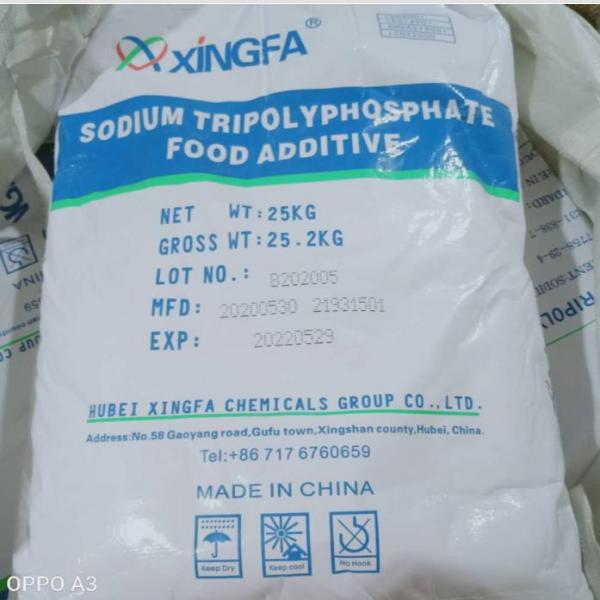 XINGFA®
SODIUM TRIPOLYPHOSPHATE
FOOD ADDITIVE
NET WT: 25KG
GROSS WT: 25.2KG
LOT NO.: B202005
MFD: 20200530 21931501
EXP: 20220529
HUBEI XINGFA CHEMICALS GROUP CO.,LTD.
Address:No.58 Gaoyang road,Gufu town,Xingshan county,Hubei, China.
Tel:+86 717 6760659
MADE IN CHINA
Keep Dry
Keep cool
No Hook
TRIPOLY
OPPO A3